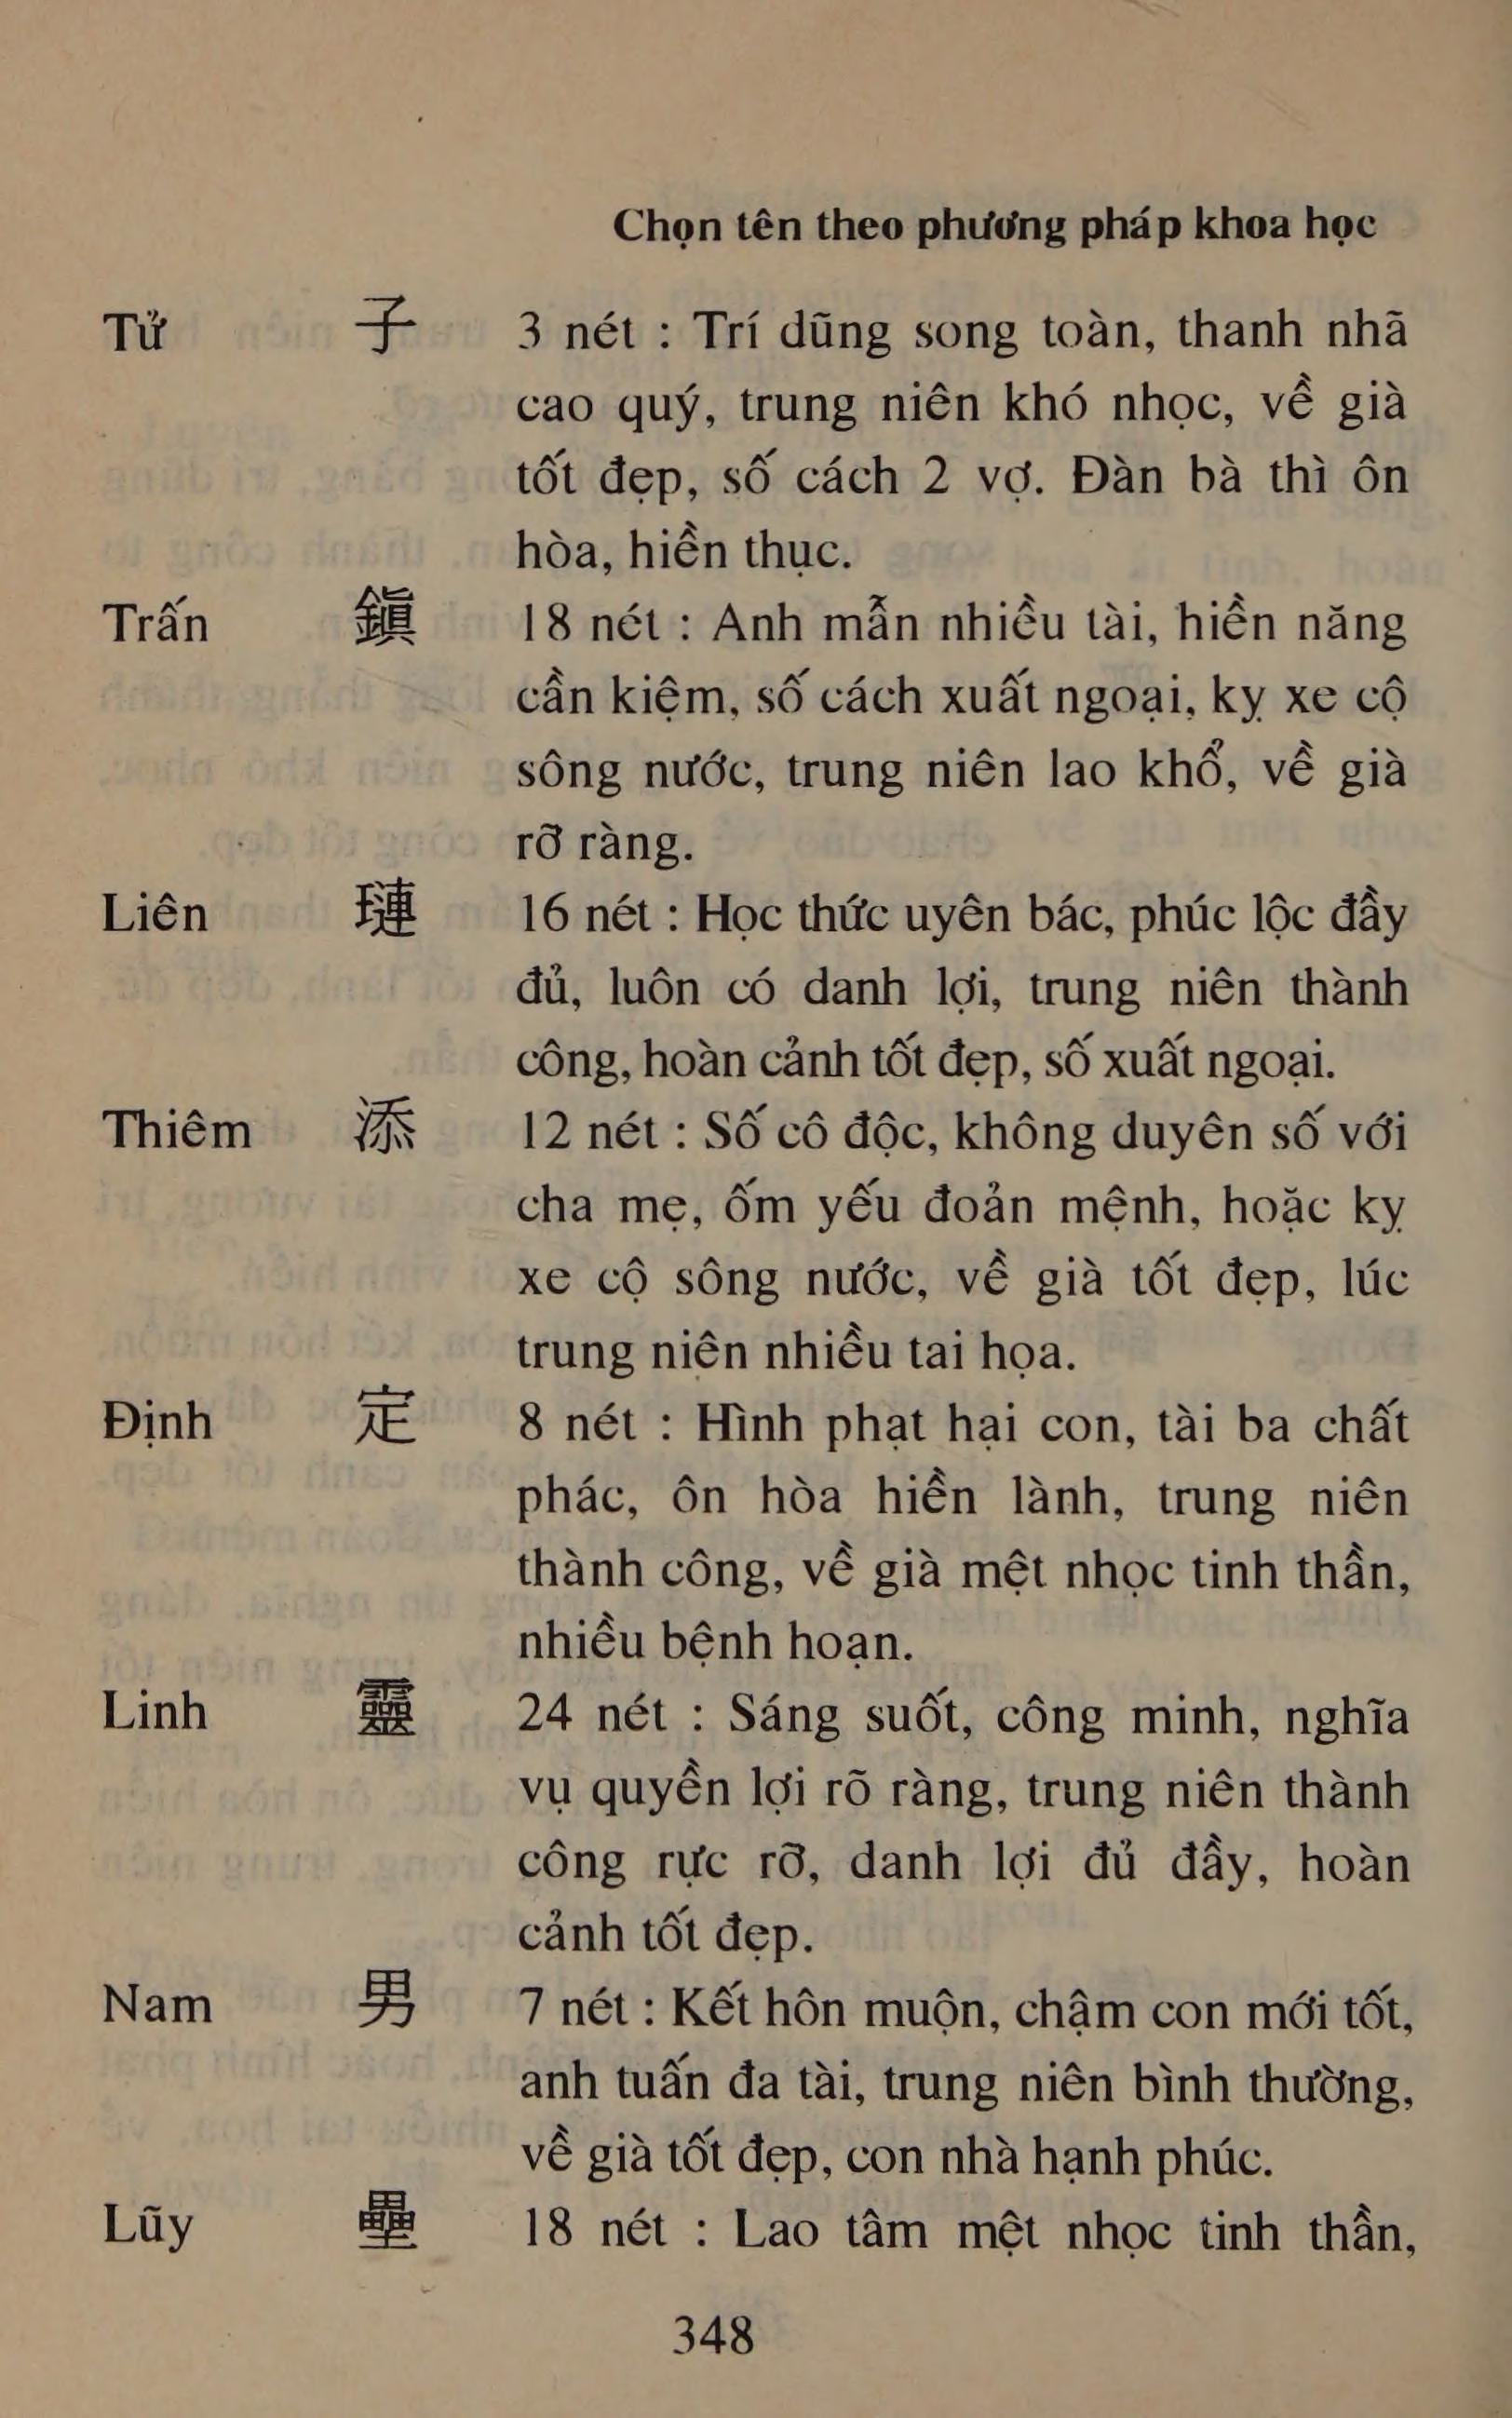 Chọn tên theo phương pháp khoa học
Tử 子 3 nét : Trí dũng song toàn, thanh nhã
cao quý, trung niên khó nhọc, về già
tốt đẹp, số cách 2 vợ. Đàn bà thì ôn
hòa, hiền thục.
Trấn 鎭 18 nét : Anh mẫn nhiều tài, hiền năng
cần kiệm, số cách xuất ngoại, kỵ xe cộ
sông nước, trung niên lao khổ, về già
rỡ ràng.
Liên 璉 16 nét : Học thức uyên bác, phúc lộc đầy
đủ, luôn có danh lợi, trung niên thành
công, hoàn cảnh tốt đẹp, số xuất ngoại.
Thiêm 添 12 nét : Số cô độc, không duyên số với
cha mẹ, ốm yếu đoản mệnh, hoặc kỵ
xe cộ sông nước, về già tốt đẹp, lúc
trung niên nhiều tai họa.
Định 定 8 nét : Hình phạt hại con, tài ba chất
phác, ôn hòa hiền lành, trung niên
thành công, về già mệt nhọc tinh thần,
nhiều bệnh hoạn.
Linh 靈 24 nét : Sáng suốt, công minh, nghĩa
vụ quyền lợi rõ ràng, trung niên thành
công rực rỡ, danh lợi đủ đầy, hoàn
cảnh tốt đẹp.
Nam 男 7 nét : Kết hôn muộn, chậm con mới tốt,
anh tuấn đa tài, trung niên bình thường,
về già tốt đẹp, con nhà hạnh phúc.
Lũy 壘 18 nét : Lao tâm mệt nhọc tinh thần,
348